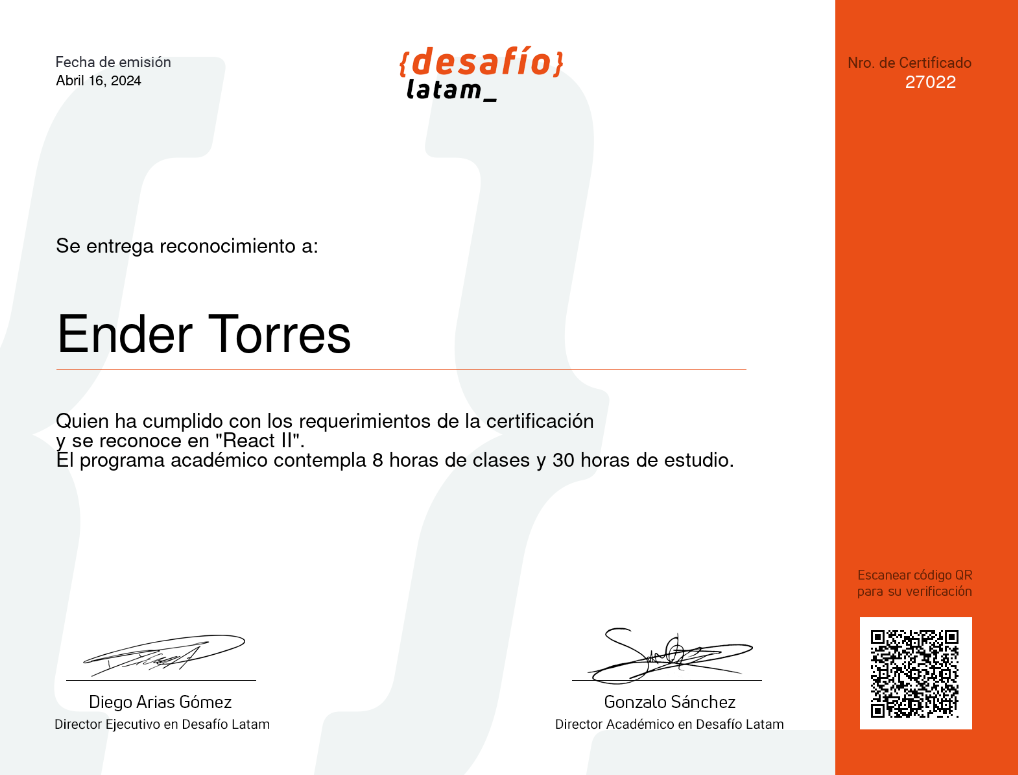 Fecha de emisión
Abril 16, 2024
{desafío}
latam_
Nro. de Certificado
27022
Se entrega reconocimiento a:
Ender Torres
Quien ha cumplido con los requerimientos de la certificación
y se reconoce en "React II".
El programa académico contempla 8 horas de clases y 30 horas de estudio.
Escanear código QR
para su verificación
Diego Arias Gómez
Director Ejecutivo en Desafío Latam
Gonzalo Sánchez
Director Académico en Desafío Latam